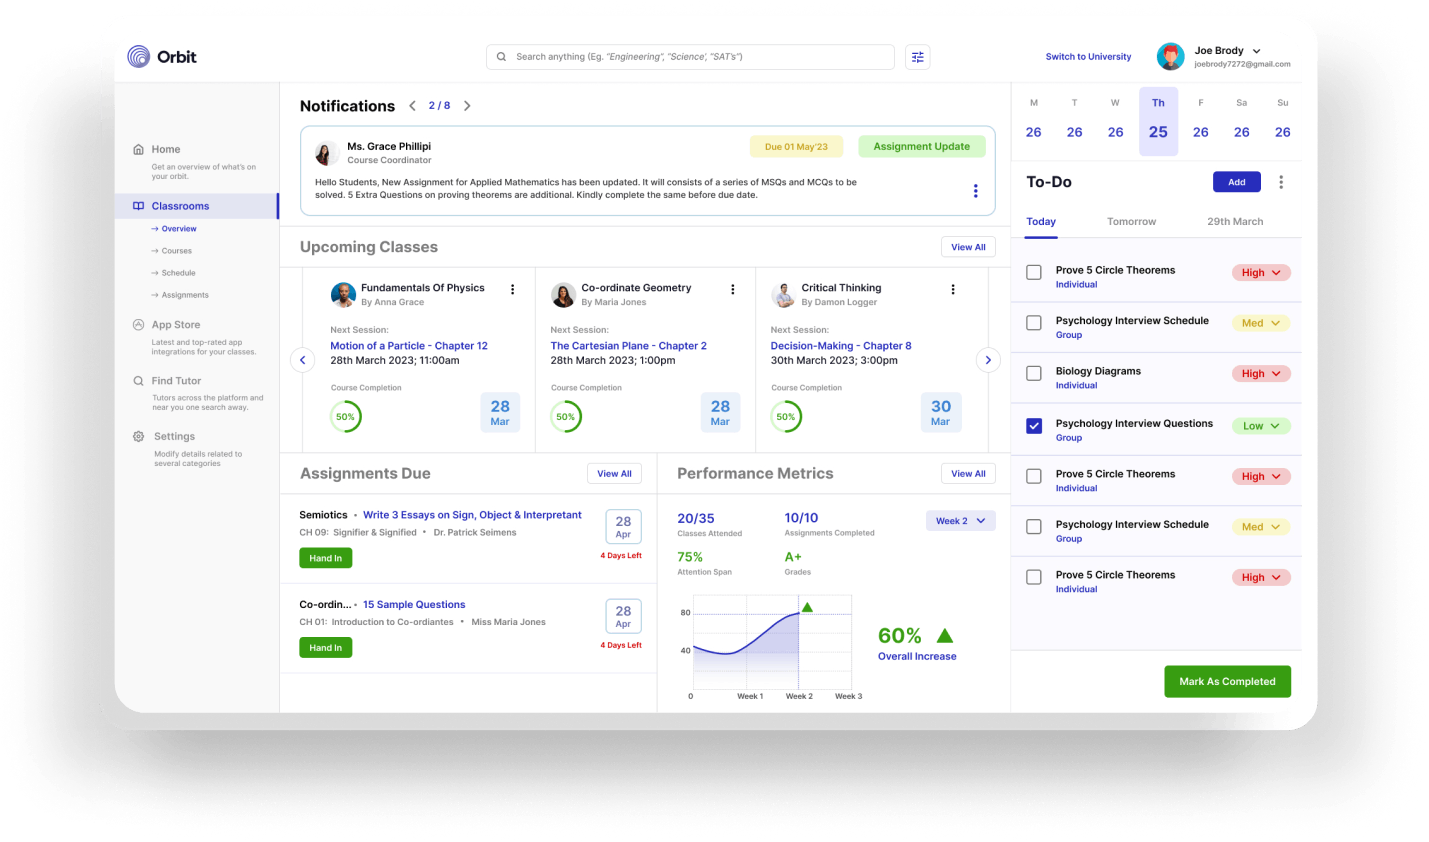 Orbit
Search anything (Eg. "Engineering", "Science', "SAT's")
Switch to University
Joe Brody
joebrody7272@gmail.com
Home
Get an overview of what's on
your orbit.
Classrooms
Overview
Courses
Schedule
Assignments
App Store
Latest and top-rated app
integrations for your classes.
Find Tutor
Tutors across the platform and
near you one search away.
Settings
Modify details related to
several categories
Notifications
2 / 8
Ms. Grace Phillipi
Course Coordinator
Due 01 May'23
Assignment Update
Hello Students, New Assignment for Applied Mathematics has been updated. It will consists of a series of MSQs and MCQs to be
solved. 5 Extra Questions on proving theorems are additional. Kindly complete the same before due date.
Upcoming Classes
View All
Fundamentals Of Physics
By Anna Grace
Next Session:
Motion of a Particle - Chapter 12
28th March 2023; 11:00am
Course Completion
50%
28
Mar
Co-ordinate Geometry
By Maria Jones
Next Session:
The Cartesian Plane - Chapter 2
28th March 2023; 1:00pm
Course Completion
50%
28
Mar
Critical Thinking
By Damon Logger
Next Session:
Decision-Making - Chapter 8
30th March 2023; 3:00pm
Course Completion
50%
30
Mar
Assignments Due
View All
Semiotics • Write 3 Essays on Sign, Object & Interpretant
CH 09: Signifier & Signified • Dr. Patrick Seimens
Hand In
28
Apr
4 Days Left
Co-ordin... • 15 Sample Questions
CH 01: Introduction to Co-ordiantes • Miss Maria Jones
Hand In
28
Apr
4 Days Left
Performance Metrics
View All
20/35
Classes Attended
10/10
Assignments Completed
Week 2
75%
Attention Span
A+
Grades
80
40
0
Week 1
Week 2
Week 3
60%
Overall Increase
M T W Th F Sa Su
26 26 26 25 26 26 26
To-Do
Add
Today
Tomorrow
29th March
Prove 5 Circle Theorems
Individual
High
Psychology Interview Schedule
Group
Med
Biology Diagrams
Individual
High
Psychology Interview Questions
Group
Low
Prove 5 Circle Theorems
Individual
High
Psychology Interview Schedule
Group
Med
Prove 5 Circle Theorems
Individual
High
Mark As Completed